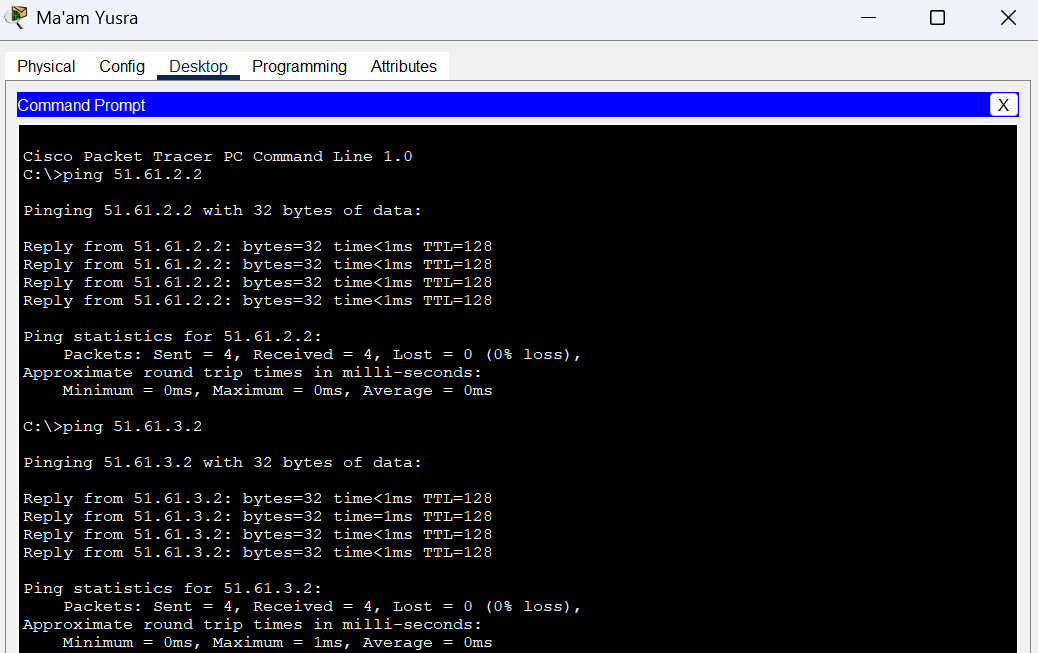 Ma'am Yusra
Physical Config Desktop Programming Attributes
Command Prompt X
Cisco Packet Tracer PC Command Line 1.0
C:\>ping 51.61.2.2
Pinging 51.61.2.2 with 32 bytes of data:
Reply from 51.61.2.2: bytes=32 time<1ms TTL=128
Reply from 51.61.2.2: bytes=32 time<1ms TTL=128
Reply from 51.61.2.2: bytes=32 time<1ms TTL=128
Reply from 51.61.2.2: bytes=32 time<1ms TTL=128
Ping statistics for 51.61.2.2:
Packets: Sent = 4, Received = 4, Lost = 0 (0% loss),
Approximate round trip times in milli-seconds:
Minimum = 0ms, Maximum = 0ms, Average = 0ms
C:\>ping 51.61.3.2
Pinging 51.61.3.2 with 32 bytes of data:
Reply from 51.61.3.2: bytes=32 time<1ms TTL=128
Reply from 51.61.3.2: bytes=32 time=1ms TTL=128
Reply from 51.61.3.2: bytes=32 time<1ms TTL=128
Reply from 51.61.3.2: bytes=32 time<1ms TTL=128
Ping statistics for 51.61.3.2:
Packets: Sent = 4, Received = 4, Lost = 0 (0% loss),
Approximate round trip times in milli-seconds:
Minimum = 0ms, Maximum = 1ms, Average = 0ms